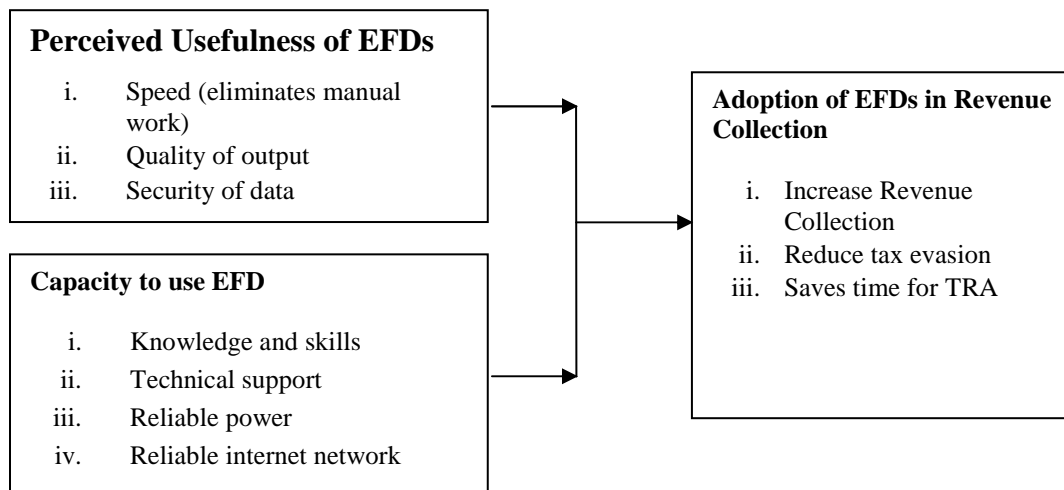 Perceived Usefulness of EFDs
i. Speed (eliminates manual
work)
ii. Quality of output
iii. Security of data
Capacity to use EFD
i. Knowledge and skills
ii. Technical support
iii. Reliable power
iv. Reliable internet network
Adoption of EFDs in Revenue
Collection
i. Increase Revenue
Collection
ii. Reduce tax evasion
iii. Saves time for TRA